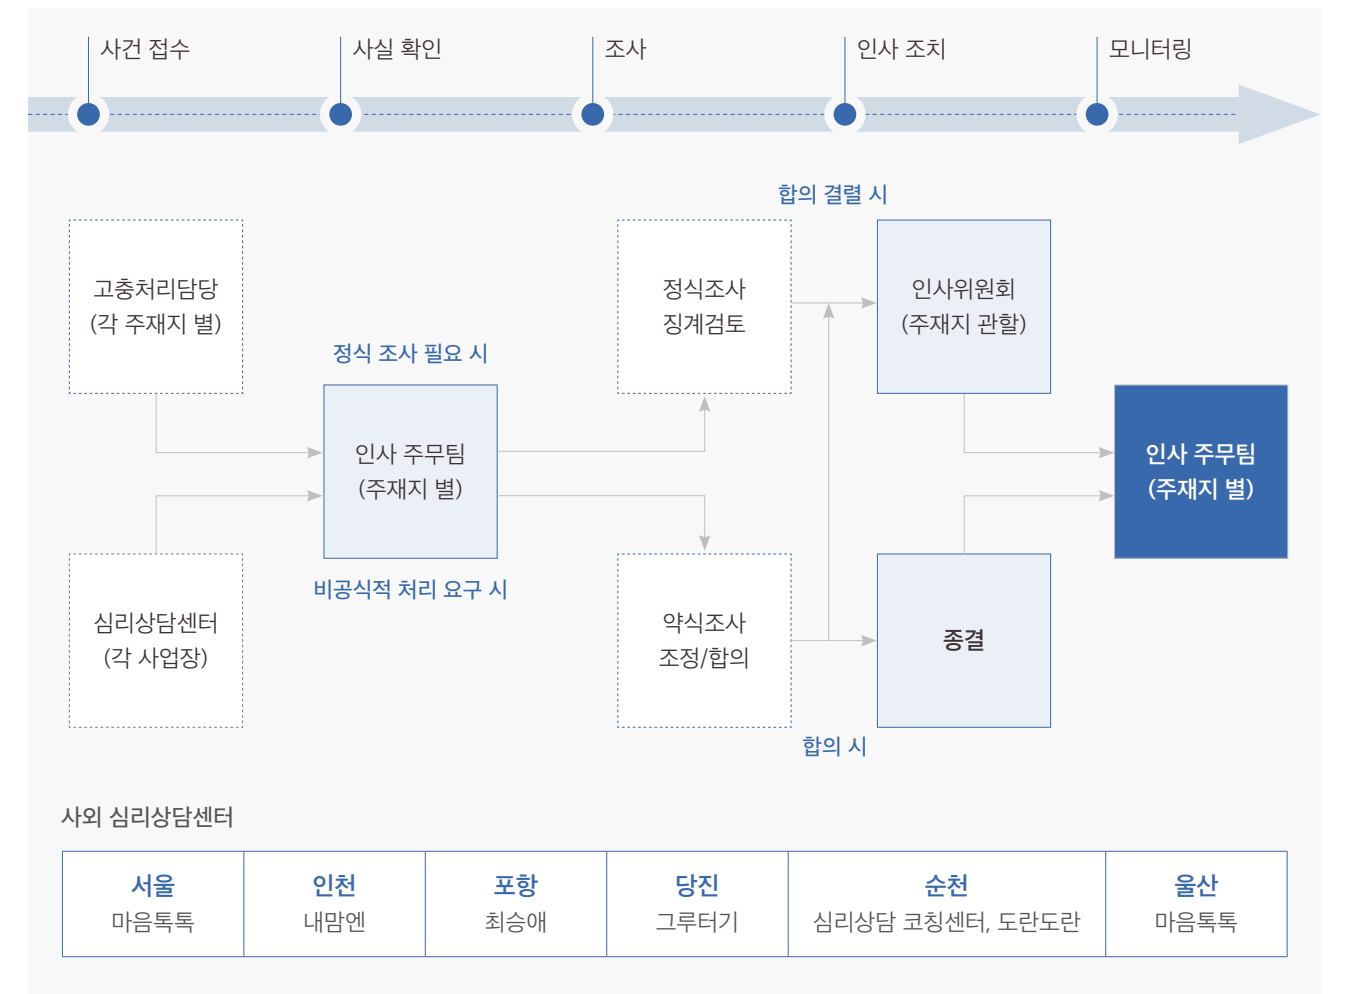 사건 접수
사실 확인
조사
인사 조치
모니터링
고충처리담당
(각 주재지 별)
심리상담센터
(각 사업장)
정식 조사 필요 시
인사 주무팀
(주재지 별)
비공식적 처리 요구 시
정식조사
징계검토
약식조사
조정/합의
합의 결렬 시
인사위원회
(주재지 관할)
종결
합의 시
인사 주무팀
(주재지 별)
사외 심리상담센터
서울
마음톡톡
인천
내맘엔
포항
최승애
당진
그루터기
순천
심리상담 코칭센터, 도란도란
울산
마음톡톡